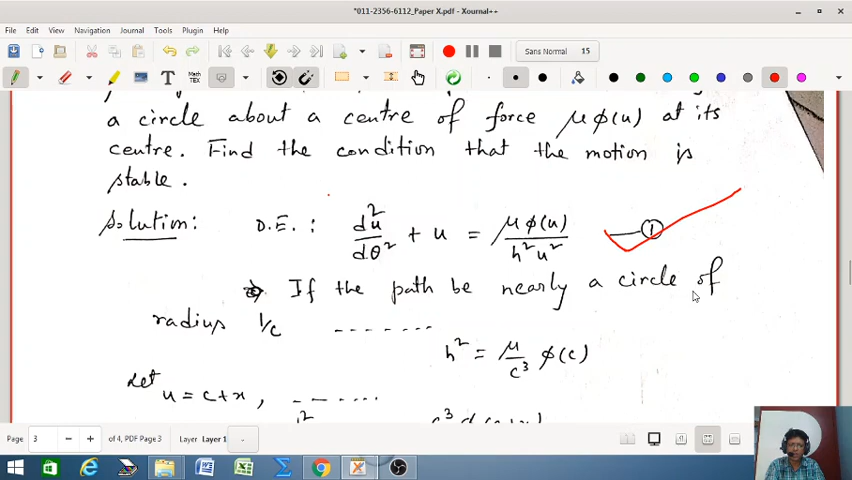 *011-2356-6112_Paper X.pdf - Xournal++
File Edit View Navigation Journal Tools Plugin Help
Sans Normal 15
T Math TEX
a circle about a centre of force μϕ(u) at its
centre. Find the condition that the motion is
stable.
Solution: D.E.: d²u/dθ² + u = μϕ(u)/h²u² — ①
If the path be nearly a circle of
radius 1/c -------
h² = μ/c³ ϕ(c)
Let u = c+x, ------
Page 3 of 4, PDF Page 3 Layer Layer 1